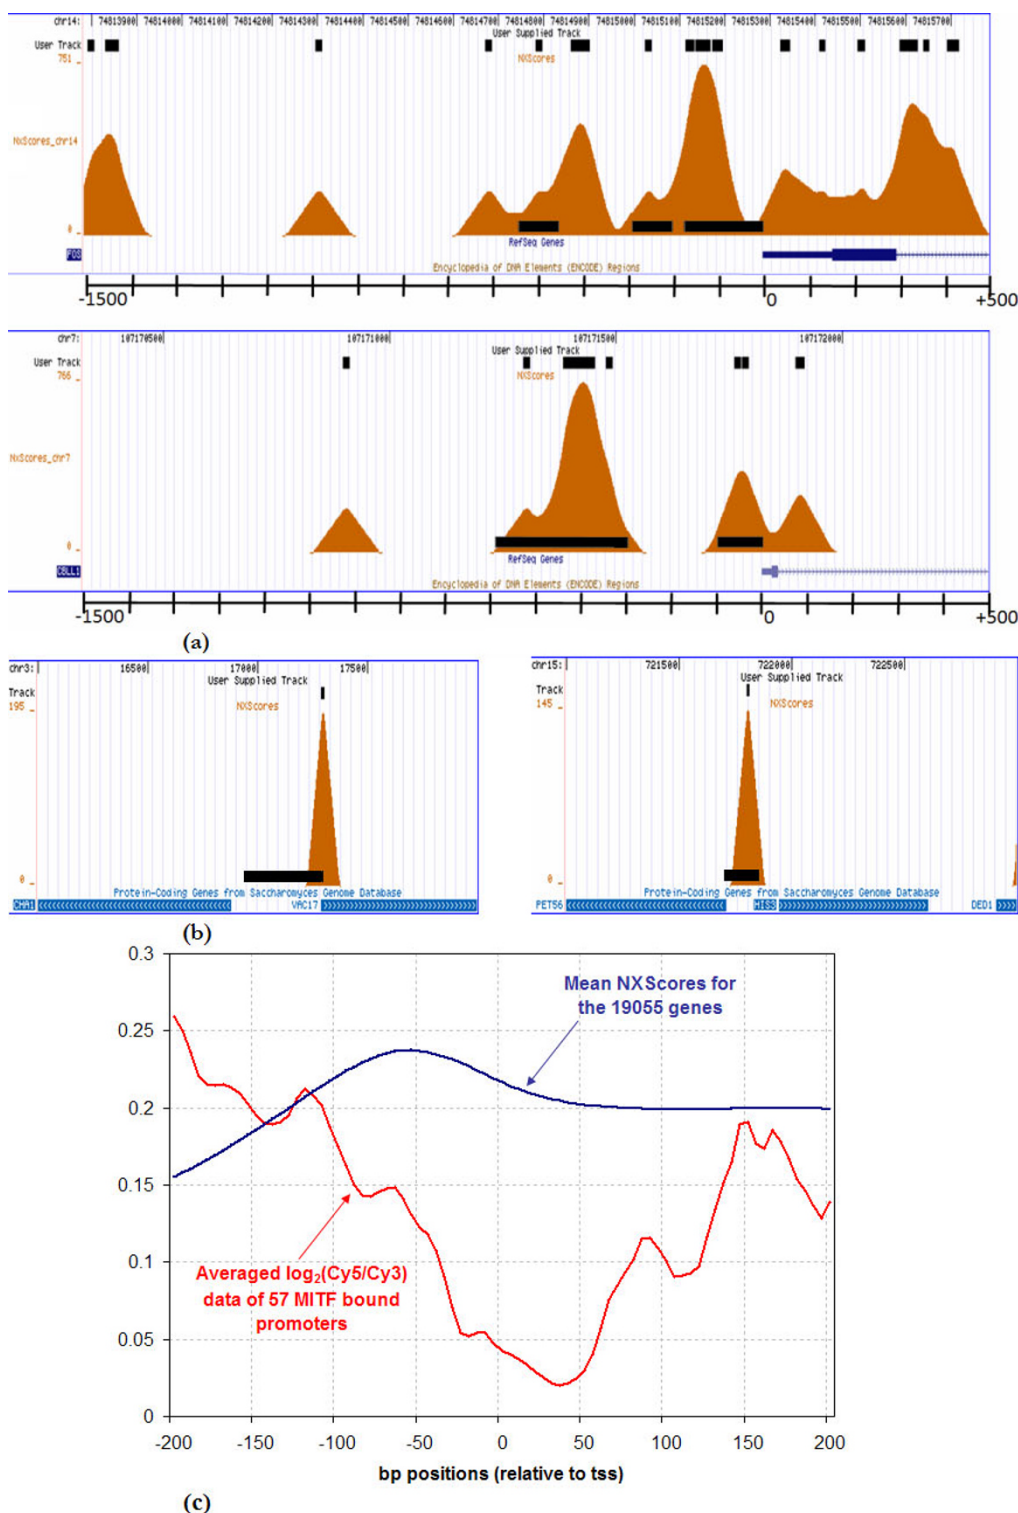 chr14: 74813900| 74814000| 74814100| 74814200| 74814300| 74814400| 74814500| 74814600| 74814700| 74814800| 74814900| 74815000| 74815100| 74815200| 74815300| 74815400| 74815500| 74815600| 74815700|
User Supplied Track
User Track
751 _
NXScores
NxScores_chr14
0 _
RefSeq Genes
FOS
Encyclopedia of DNA Elements (ENCODE) Regions
-1500 0 +500
chr7: 107170500| 107171000| 107171500| 107172000|
User Supplied Track
User Track
766 _
NXScores
NxScores_chr7
0 _
RefSeq Genes
CBLL1
Encyclopedia of DNA Elements (ENCODE) Regions
-1500 0 +500
(a)
chr3: 16500| 17000| 17500|
User Supplied Track
Track
195 _
NXScores
0 _
Protein-Coding Genes from Saccharomyces Genome Database
CHA1 VAC17
chr15: 721500| 722000| 722500|
User Supplied Track
Track
145 _
NXScores
0 _
Protein-Coding Genes from Saccharomyces Genome Database
PET56 HIS3 DED1
(b)
0.3
0.25
0.2
0.15
0.1
0.05
0
Mean NXScores for
the 19055 genes
Averaged log₂(Cy5/Cy3)
data of 57 MITF bound
promoters
-200 -150 -100 -50 0 50 100 150 200
bp positions (relative to tss)
(c)